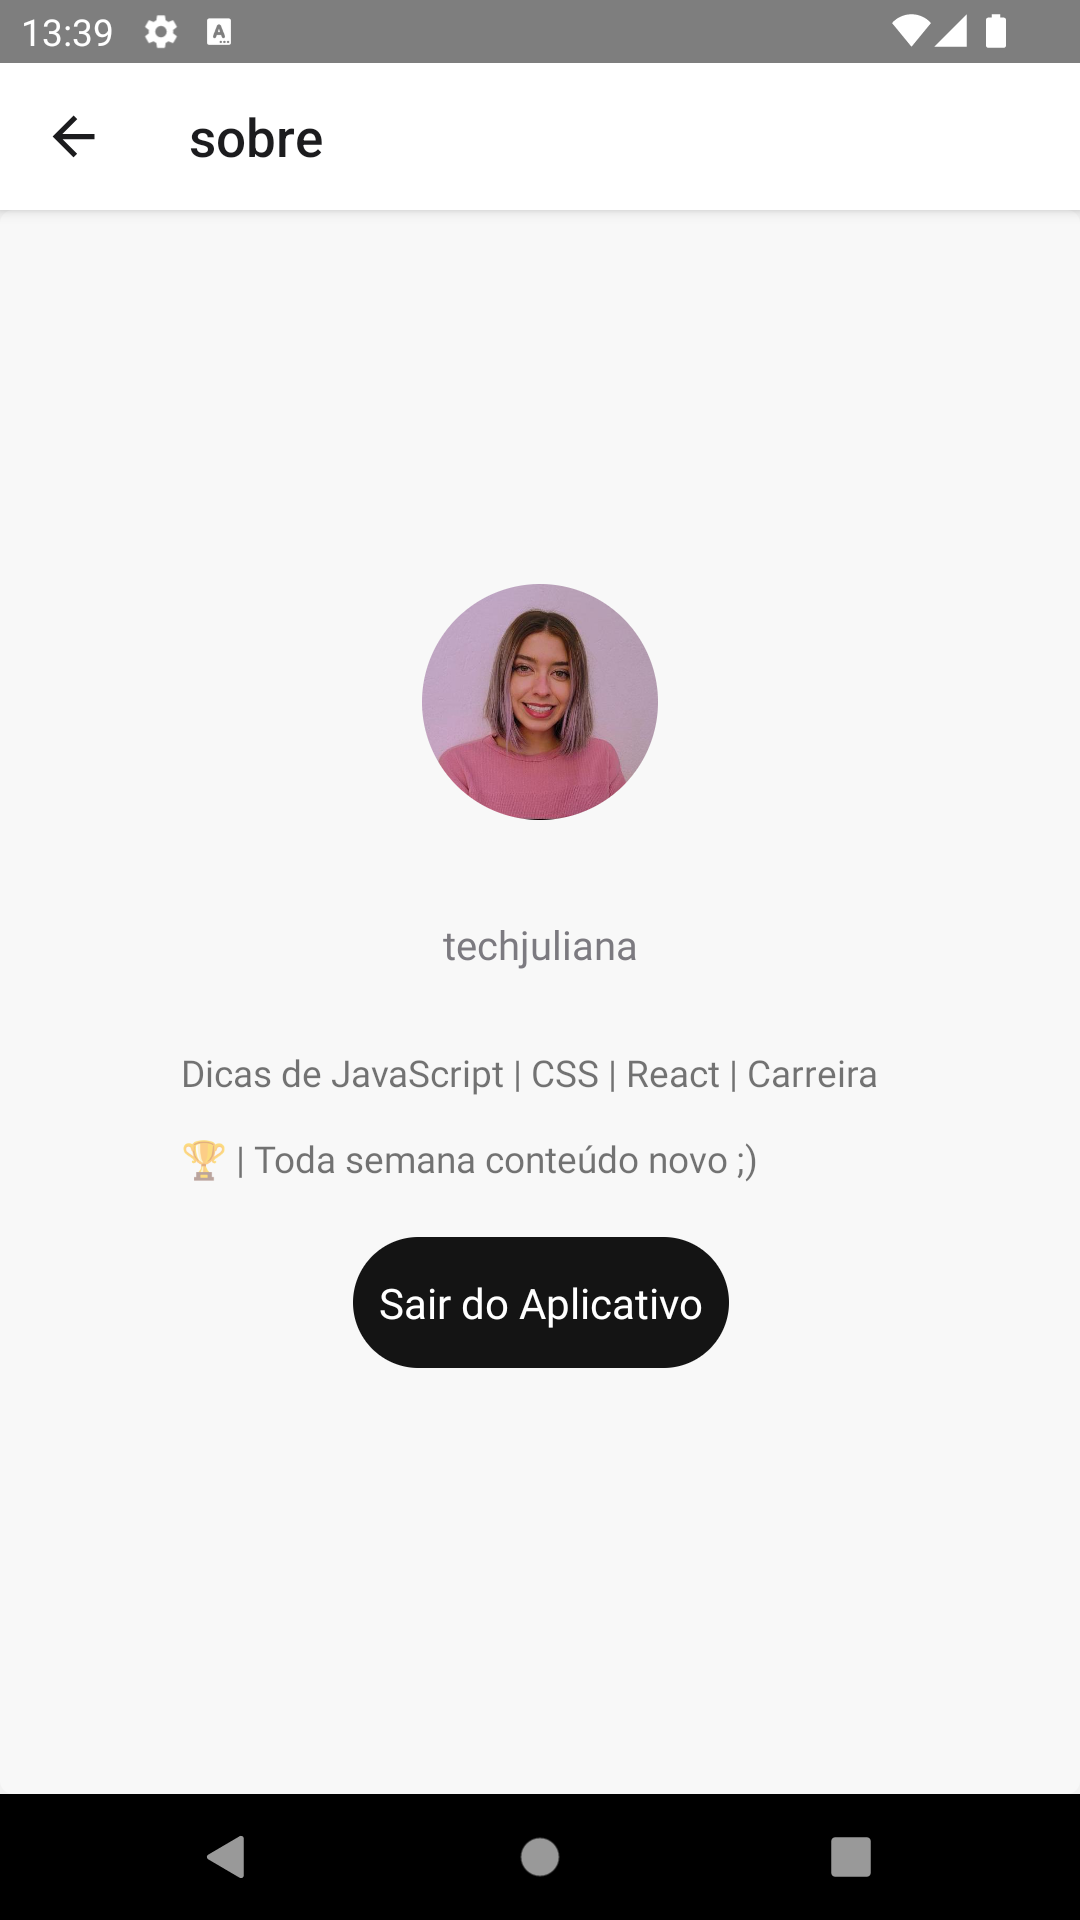 13:39
sobre
techjuliana
Dicas de JavaScript | CSS | React | Carreira
🏆 | Toda semana conteúdo novo ;)
Sair do Aplicativo